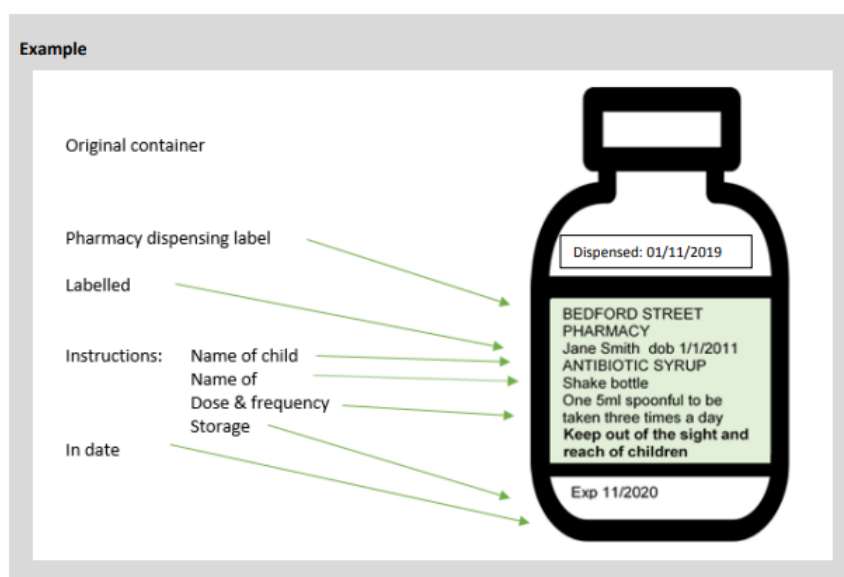 Example
Original container
Pharmacy dispensing label
Labelled
Instructions: Name of child
Name of
Dose & frequency
Storage
In date
Dispensed: 01/11/2019
BEDFORD STREET
PHARMACY
Jane Smith dob 1/1/2011
ANTIBIOTIC SYRUP
Shake bottle
One 5ml spoonful to be
taken three times a day
Keep out of the sight and
reach of children
Exp 11/2020